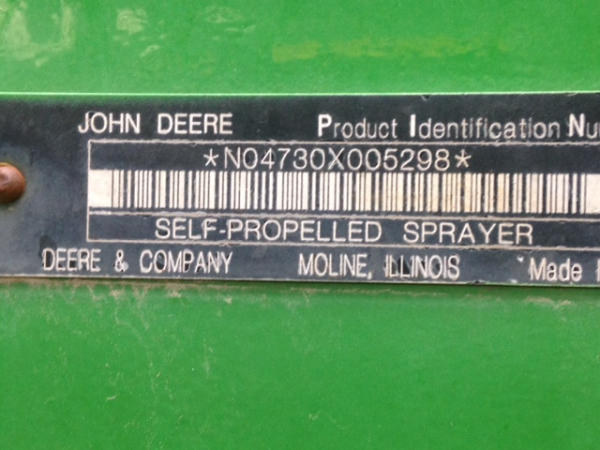 JOHN DEERE Product Identification Nu
*N04730X005298*
SELF-PROPELLED SPRAYER
DEERE & COMPANY MOLINE, ILLINOIS Made